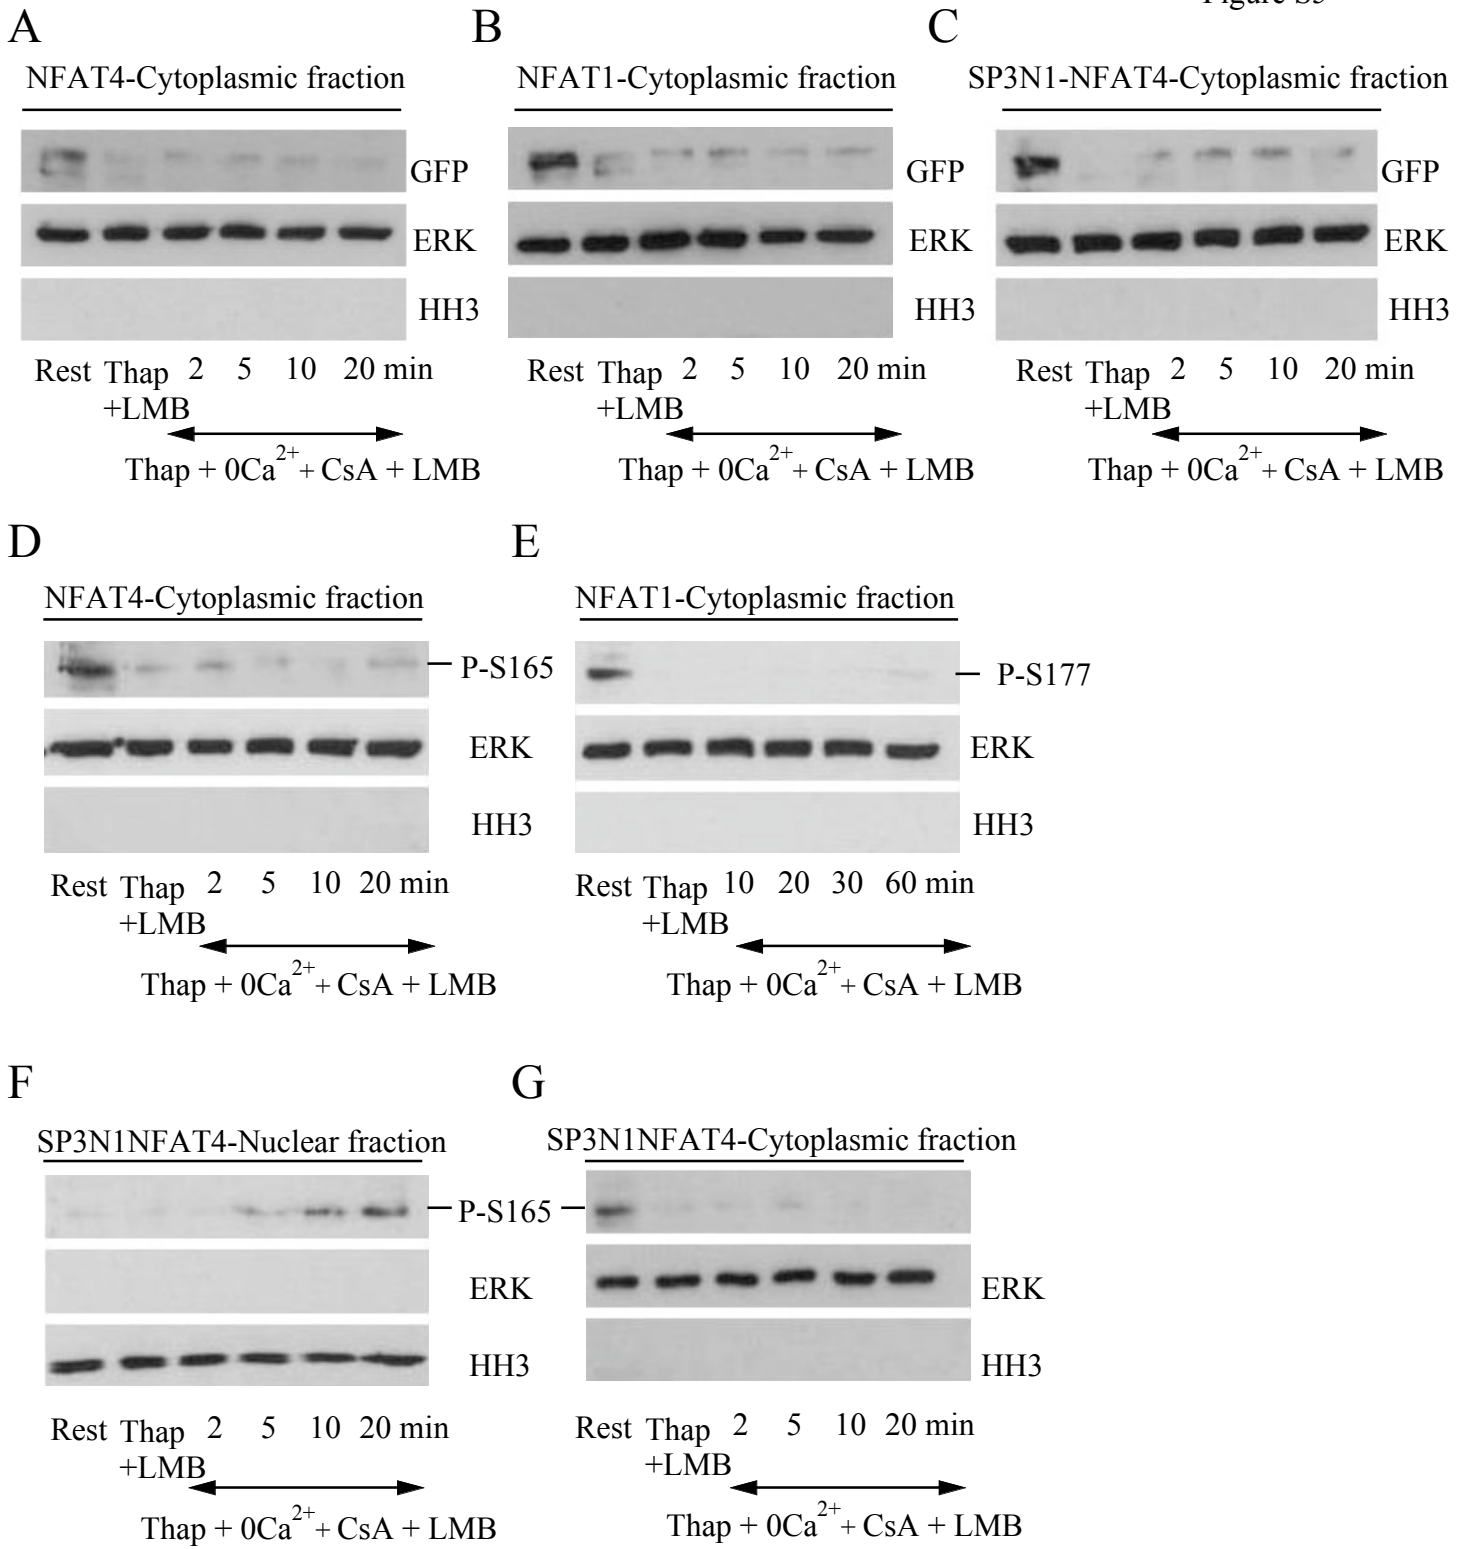 Figure S5
A
B
C
NFAT4-Cytoplasmic fraction
NFAT1-Cytoplasmic fraction
SP3N1-NFAT4-Cytoplasmic fraction
GFP
GFP
GFP
ERK
ERK
ERK
HH3
HH3
HH3
Rest Thap +LMB 2 5 10 20 min
Rest Thap +LMB 2 5 10 20 min
Rest Thap +LMB 2 5 10 20 min
Thap + 0Ca2+ + CsA + LMB
Thap + 0Ca2+ + CsA + LMB
Thap + 0Ca2+ + CsA + LMB
D
E
NFAT4-Cytoplasmic fraction
NFAT1-Cytoplasmic fraction
P-S165
P-S177
ERK
ERK
HH3
HH3
Rest Thap +LMB 2 5 10 20 min
Rest Thap +LMB 10 20 30 60 min
Thap + 0Ca2+ + CsA + LMB
Thap + 0Ca2+ + CsA + LMB
F
G
SP3N1NFAT4-Nuclear fraction
SP3N1NFAT4-Cytoplasmic fraction
P-S165
ERK
ERK
HH3
HH3
Rest Thap +LMB 2 5 10 20 min
Rest Thap +LMB 2 5 10 20 min
Thap + 0Ca2+ + CsA + LMB
Thap + 0Ca2+ + CsA + LMB